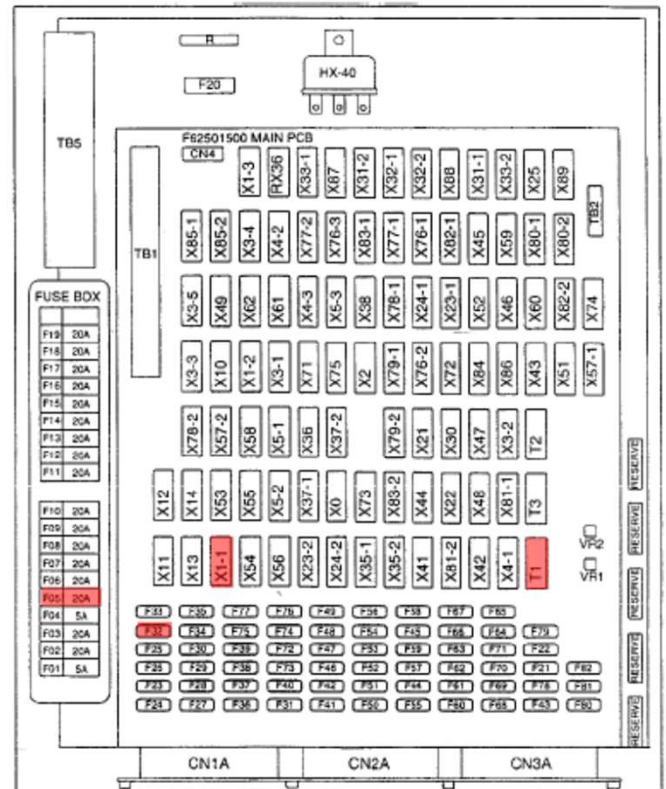 R
F20
HX-40
TB5
F62501500 MAIN PCB
CN4
X1-3 RX36 X33-1 X87 X31-2 X32-1 X32-2 X88 X31-1 X33-2 X25 X89
TB2
TB1
X85-1 X85-2 X3-4 X4-2 X77-2 X76-3 X83-1 X77-1 X76-1 X82-1 X45 X59 X80-1 X80-2
X3-5 X49 X62 X61 X4-3 X5-3 X38 X78-1 X24-1 X23-1 X52 X46 X60 X82-2 X74
X3-3 X10 X1-2 X3-1 X71 X75 X2 X79-1 X76-2 X72 X84 X86 X43 X51 X57-1
X78-2 X57-2 X58 X5-1 X36 X37-2 X79-2 X21 X30 X47 X3-2 T2
X12 X14 X53 X55 X5-2 X37-1 X0 X73 X83-2 X44 X22 X48 X81-1 T3
X11 X13 X1-1 X54 X56 X23-2 X24-2 X35-1 X35-2 X41 X81-2 X42 X4-1 T1
VR2
VR1
FUSE BOX
F19 20A
F18 20A
F17 20A
F16 20A
F15 20A
F14 20A
F13 20A
F12 20A
F11 20A
F10 20A
F09 20A
F08 20A
F07 20A
F06 20A
F05 20A
F04 5A
F03 20A
F02 20A
F01 5A
F33 F35 F77 F76 F49 F56 F58 F67 F65
F32 F34 F75 F74 F48 F54 F45 F66 F64 F79
F25 F30 F39 F72 F47 F53 F59 F63 F71 F22
F26 F29 F38 F73 F46 F52 F57 F62 F70 F21 F82
F23 F28 F37 F40 F42 F51 F44 F61 F69 F78 F81
F24 F27 F36 F31 F41 F50 F55 F60 F68 F43 F80
RESERVE
RESERVE
RESERVE
RESERVE
RESERVE
CN1A CN2A CN3A